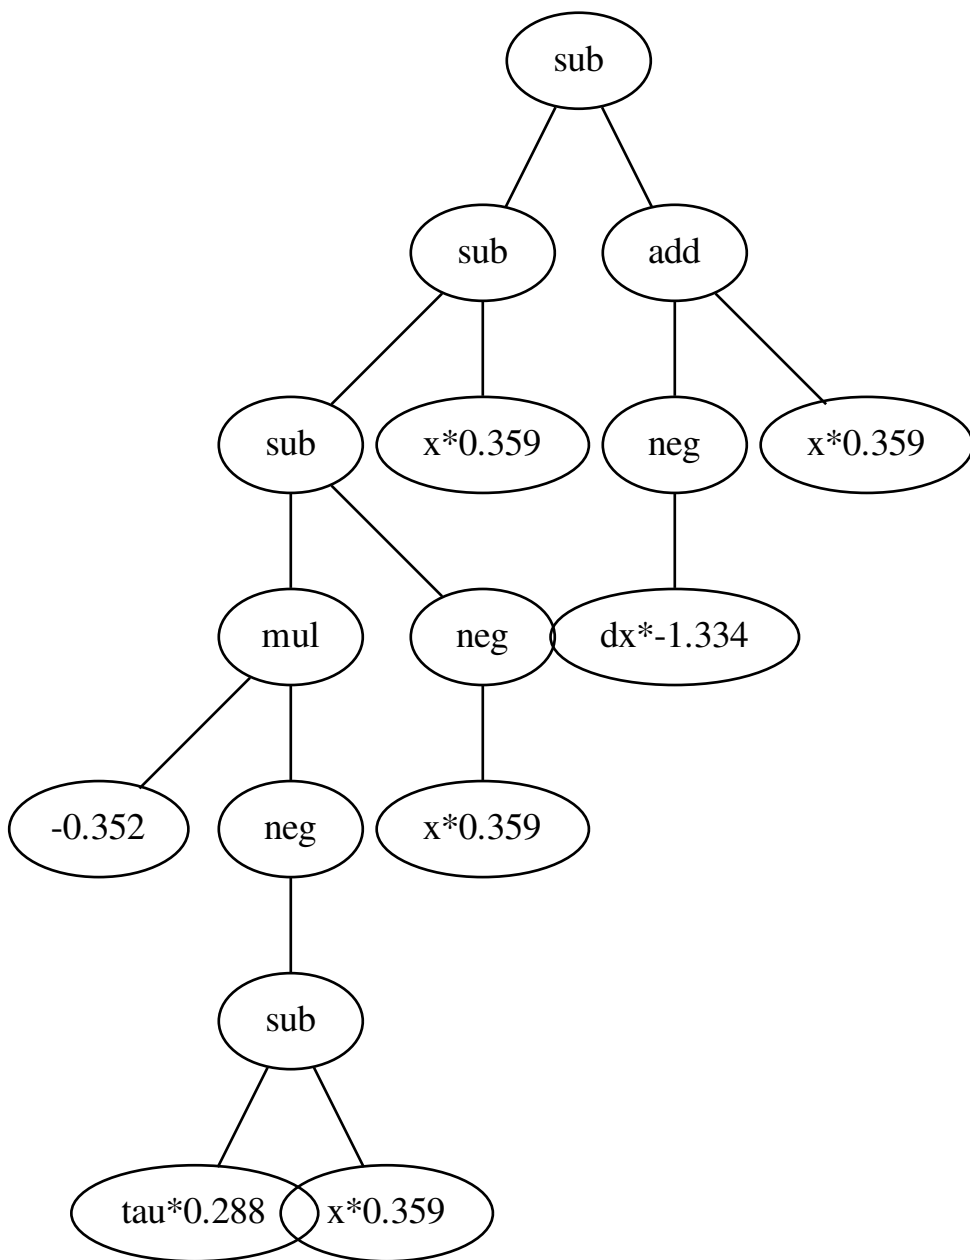 sub
sub add
sub x*0.359 neg x*0.359
mul neg dx*-1.334
-0.352 neg x*0.359
sub
tau*0.288 x*0.359